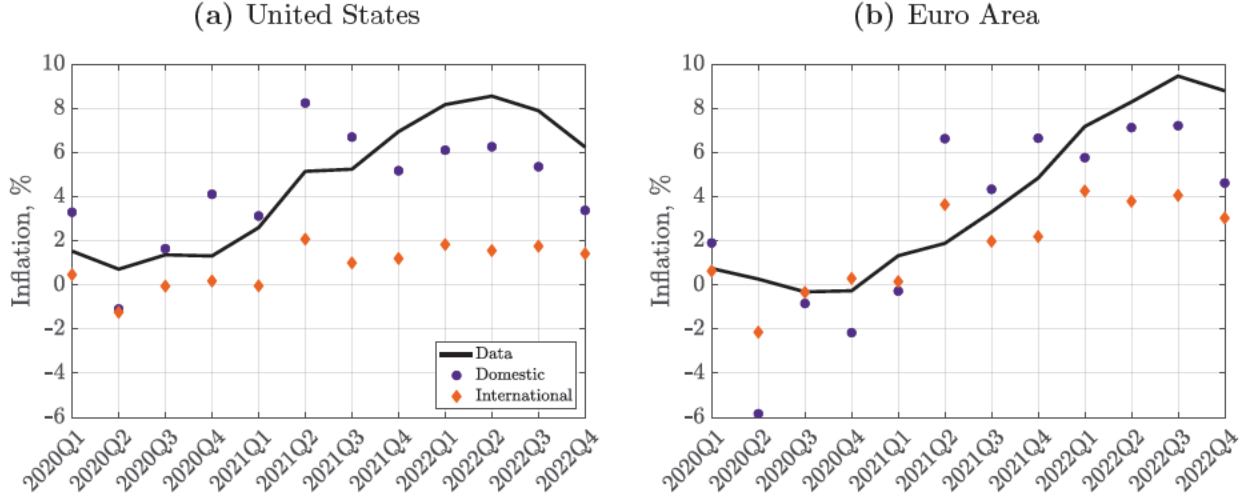 (a) United States
Inflation, %
10
8
6
4
2
0
-2
-4
-6
Data
Domestic
International
2020Q1
2020Q2
2020Q3
2020Q4
2021Q1
2021Q2
2021Q3
2021Q4
2022Q1
2022Q2
2022Q3
2022Q4
(b) Euro Area
Inflation, %
10
8
6
4
2
0
-2
-4
-6
2020Q1
2020Q2
2020Q3
2020Q4
2021Q1
2021Q2
2021Q3
2021Q4
2022Q1
2022Q2
2022Q3
2022Q4